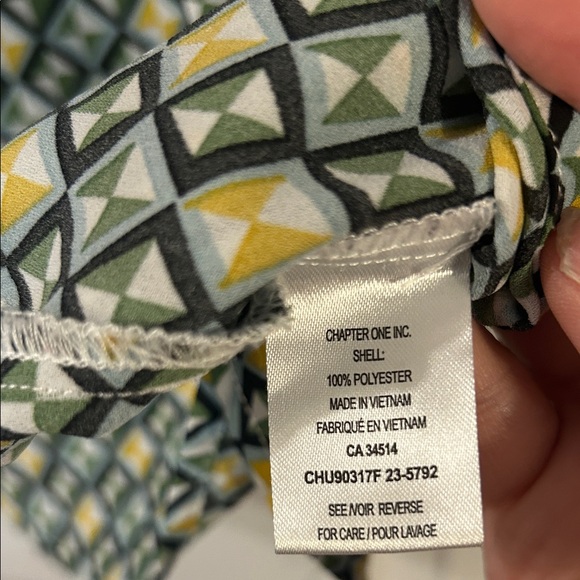 CHAPTER ONE INC.
SHELL:
100% POLYESTER
MADE IN VIETNAM
FABRIQUÉ EN VIETNAM
CA 34514
CHU90317F 23-5792
SEE/VOIR REVERSE
FOR CARE / POUR LAVAGE